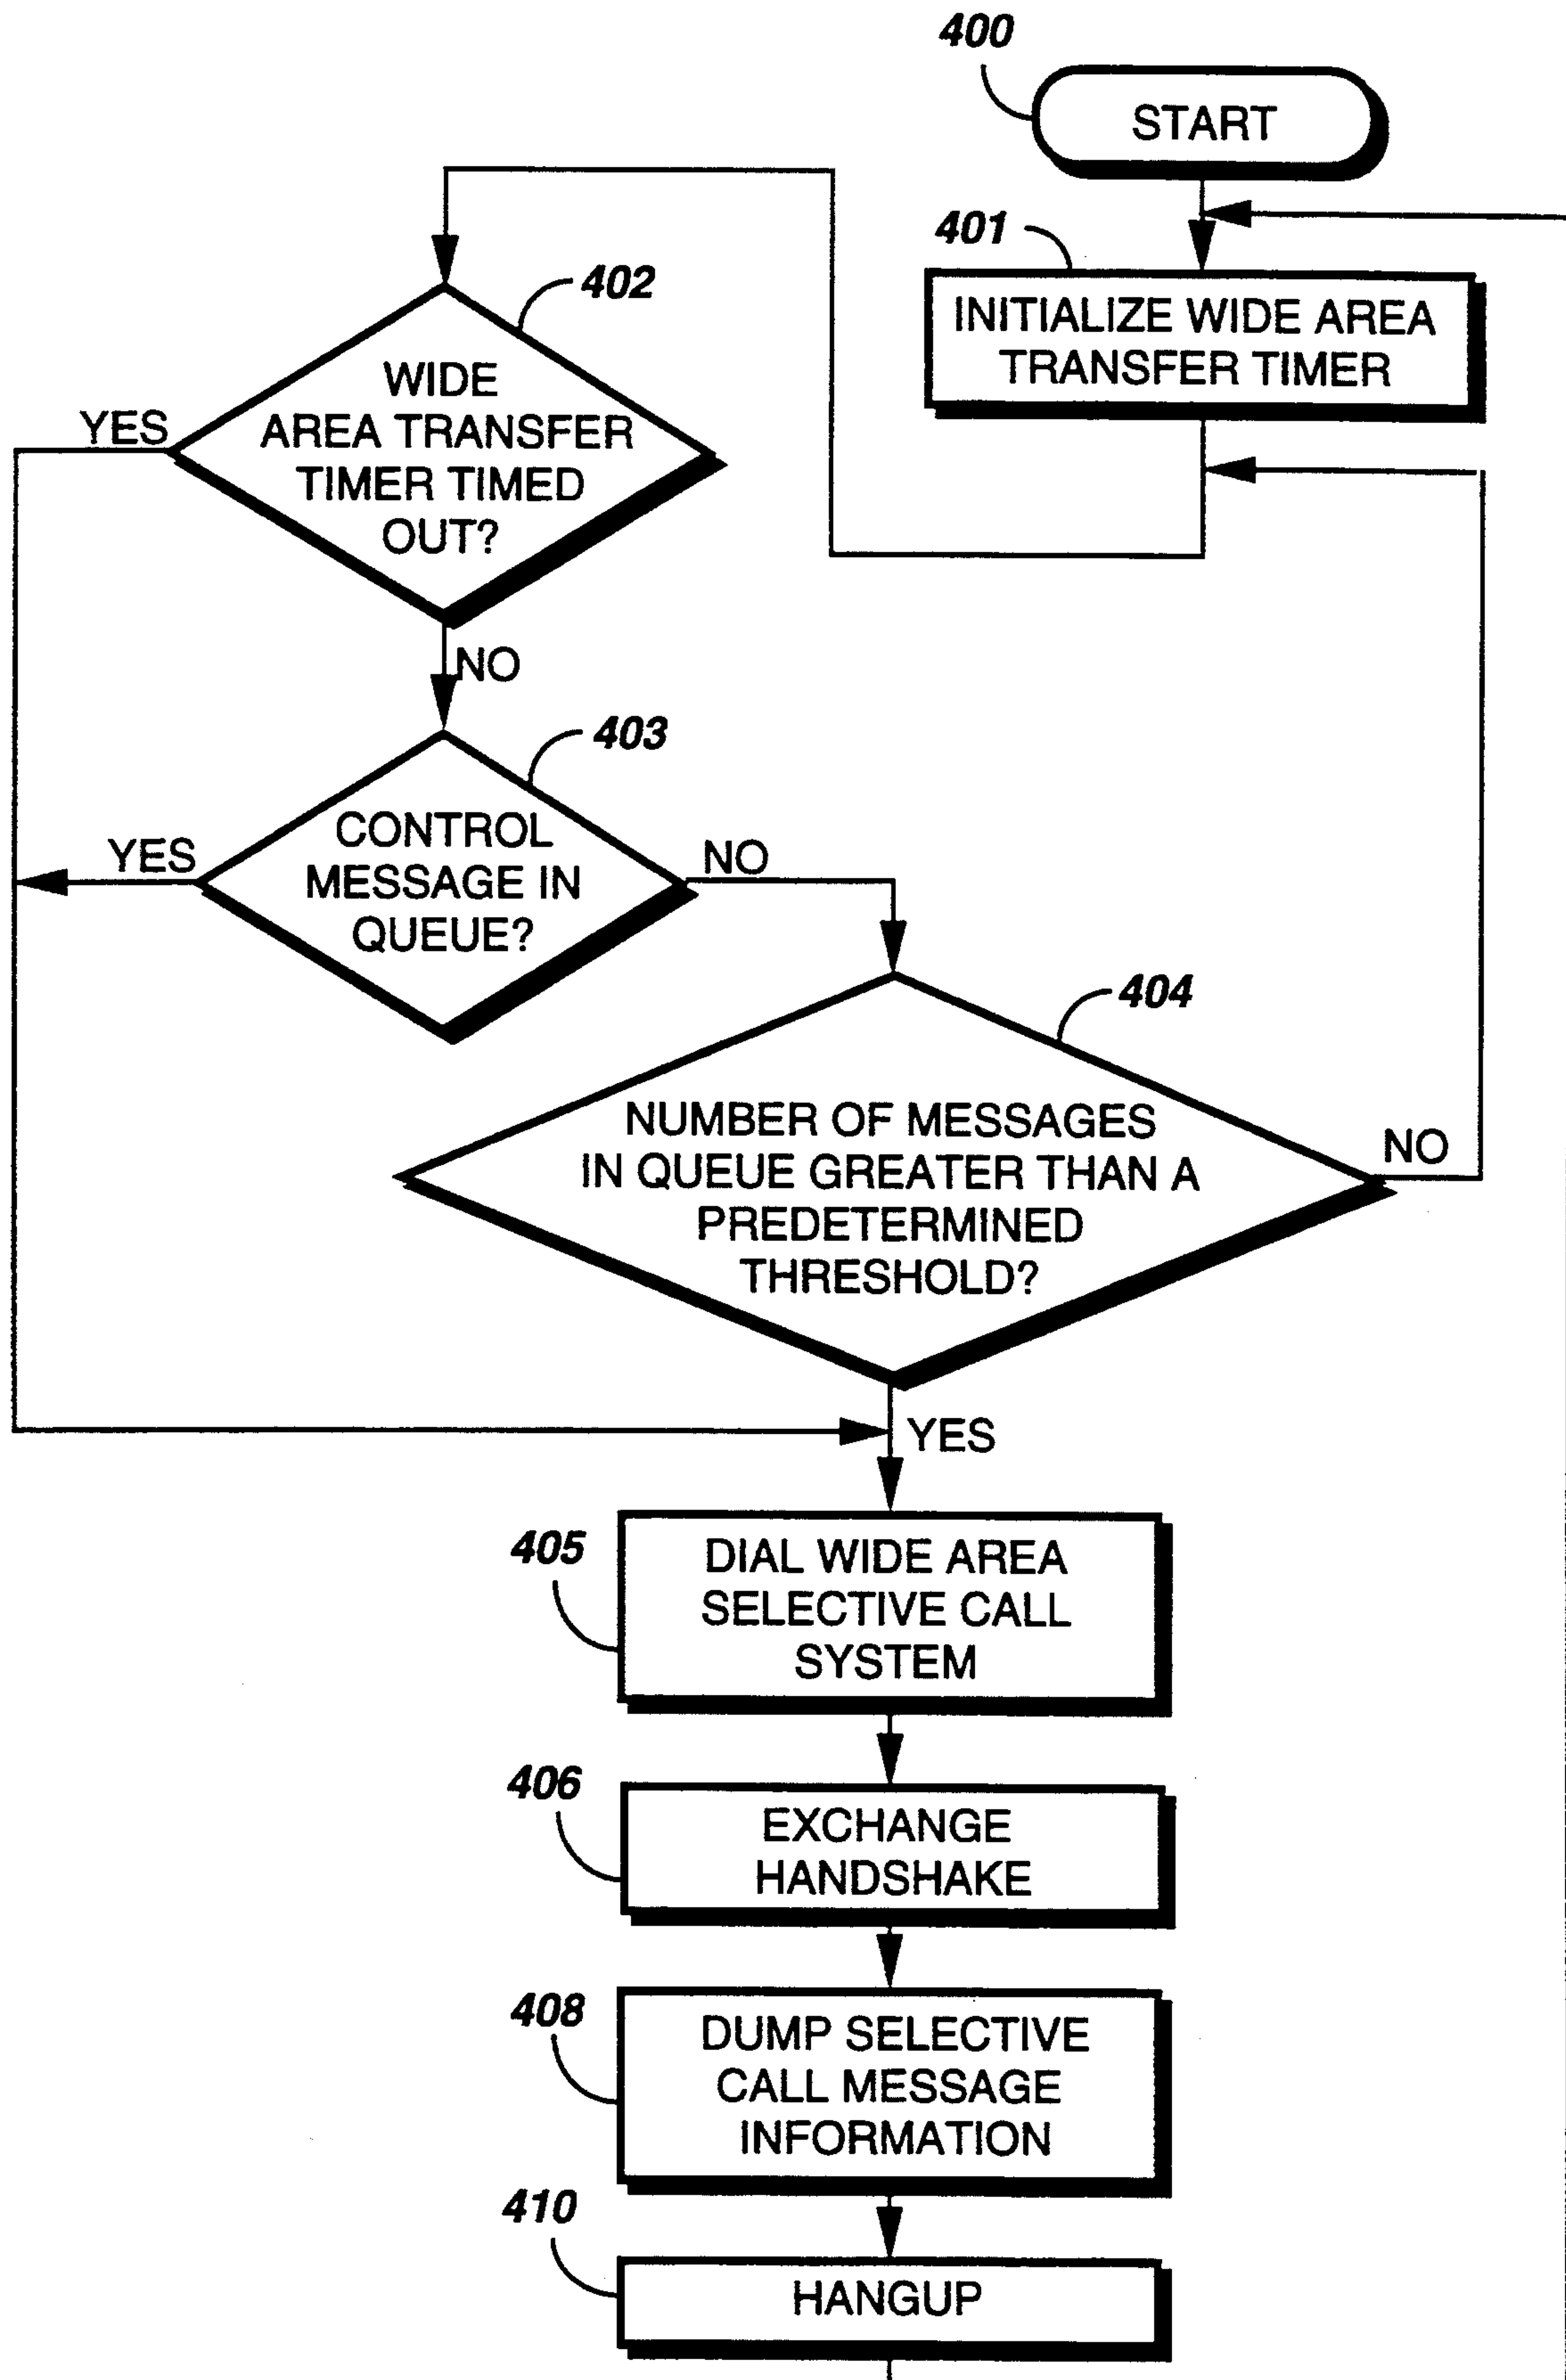 400
START
401
INITIALIZE WIDE AREA
TRANSFER TIMER
402
WIDE
AREA TRANSFER
TIMER TIMED
OUT?
YES
NO
403
CONTROL
MESSAGE IN
QUEUE?
YES
NO
404
NUMBER OF MESSAGES
IN QUEUE GREATER THAN A
PREDETERMINED
THRESHOLD?
NO
YES
405
DIAL WIDE AREA
SELECTIVE CALL
SYSTEM
406
EXCHANGE
HANDSHAKE
408
DUMP SELECTIVE
CALL MESSAGE
INFORMATION
410
HANGUP